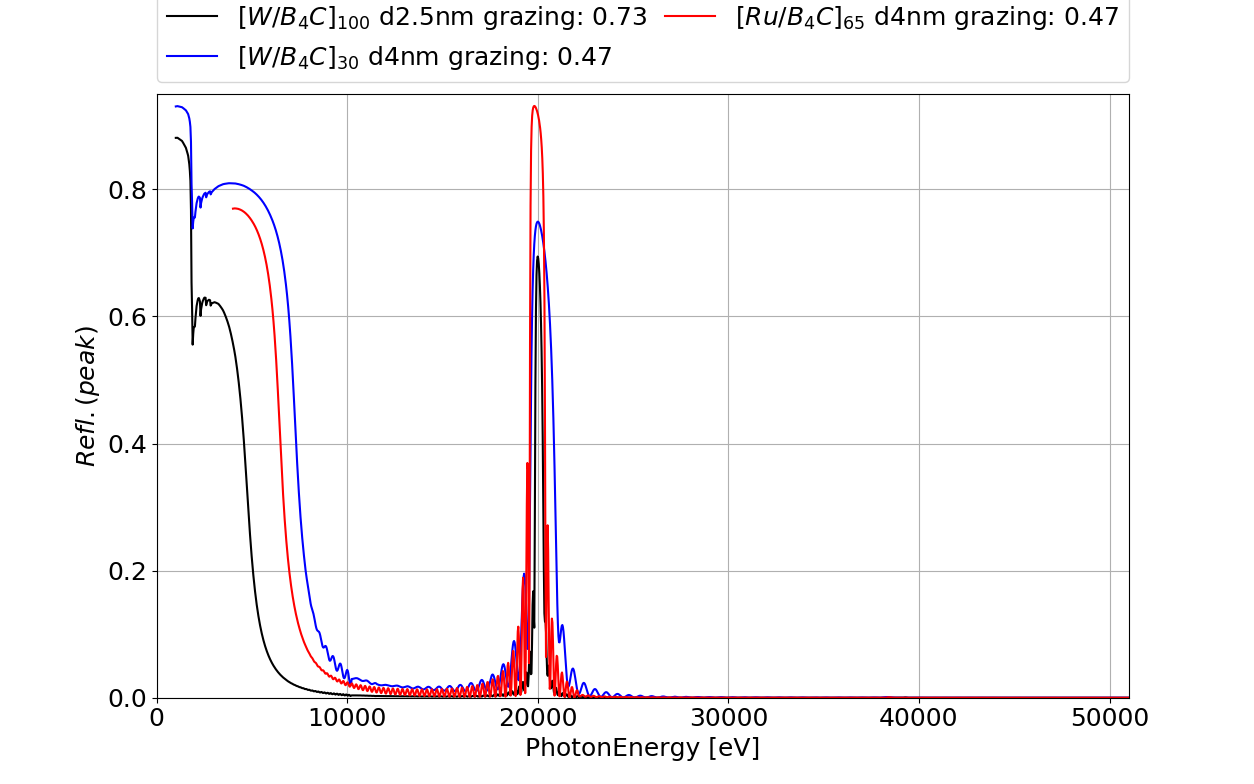 [W/B₄C]₁₀₀ d2.5nm grazing: 0.73 [Ru/B₄C]₆₅ d4nm grazing: 0.47
[W/B₄C]₃₀ d4nm grazing: 0.47
0.8
0.6
0.4
0.2
0.0
Refl. (peak)
0 10000 20000 30000 40000 50000
PhotonEnergy [eV]